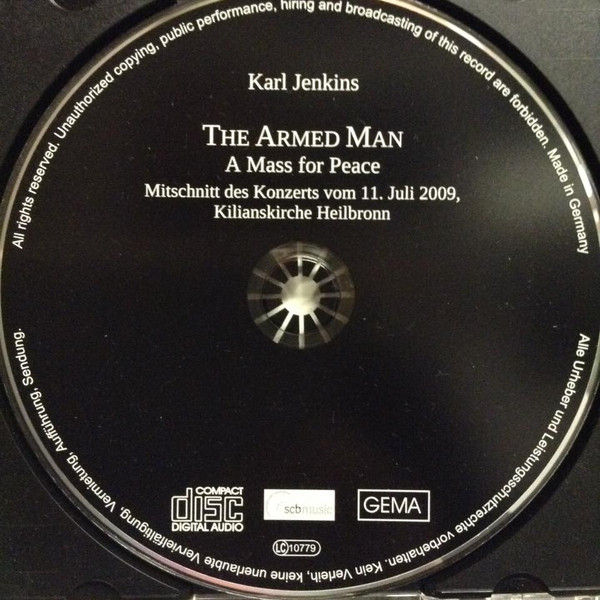 All rights reserved. Unauthorized copying, public performance, hiring and broadcasting of this record are forbidden. Made in Germany
Karl Jenkins
THE ARMED MAN
A Mass for Peace
Mitschnitt des Konzerts vom 11. Juli 2009,
Kilianskirche Heilbronn
COMPACT
disc
DIGITAL AUDIO
scbmusic
GEMA
LC 10779
Alle Urheber und Leistungsschutzrechte vorbehalten. Kein Verleih, keine unerlaubte Vervielfältigung, Vermietung, Aufführung, Sendung.